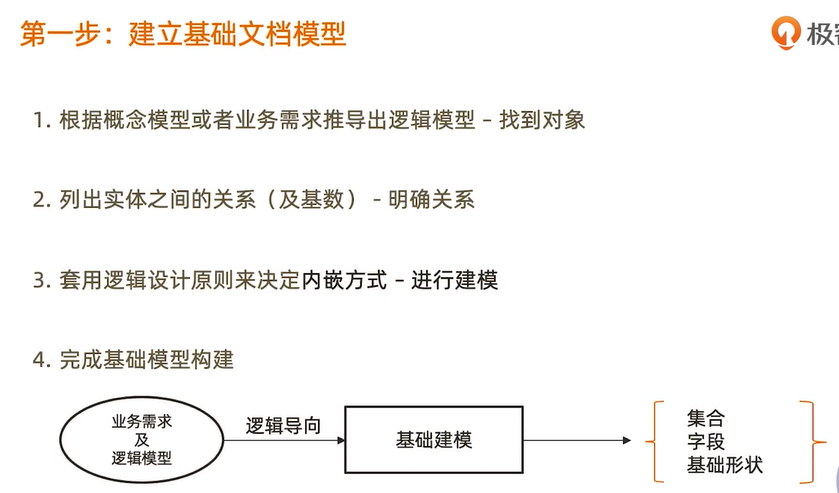 第一步：建立基础文档模型
极
1. 根据概念模型或者业务需求推导出逻辑模型 – 找到对象
2. 列出实体之间的关系（及基数） - 明确关系
3. 套用逻辑设计原则来决定内嵌方式 – 进行建模
4. 完成基础模型构建
业务需求
及
逻辑模型
逻辑导向
基础建模
集合
字段
基础形状